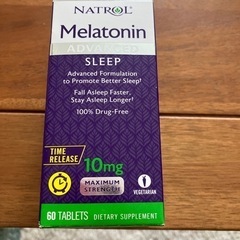 NATROL®
Melatonin
ADVANCED
SLEEP
Advanced Formulation
to Promote Better Sleep†
Fall Asleep Faster,
Stay Asleep Longer†
100% Drug-Free
TIME
RELEASE
10mg
MAXIMUM
STRENGTH
VEGETARIAN
60 TABLETS DIETARY SUPPLEMENT